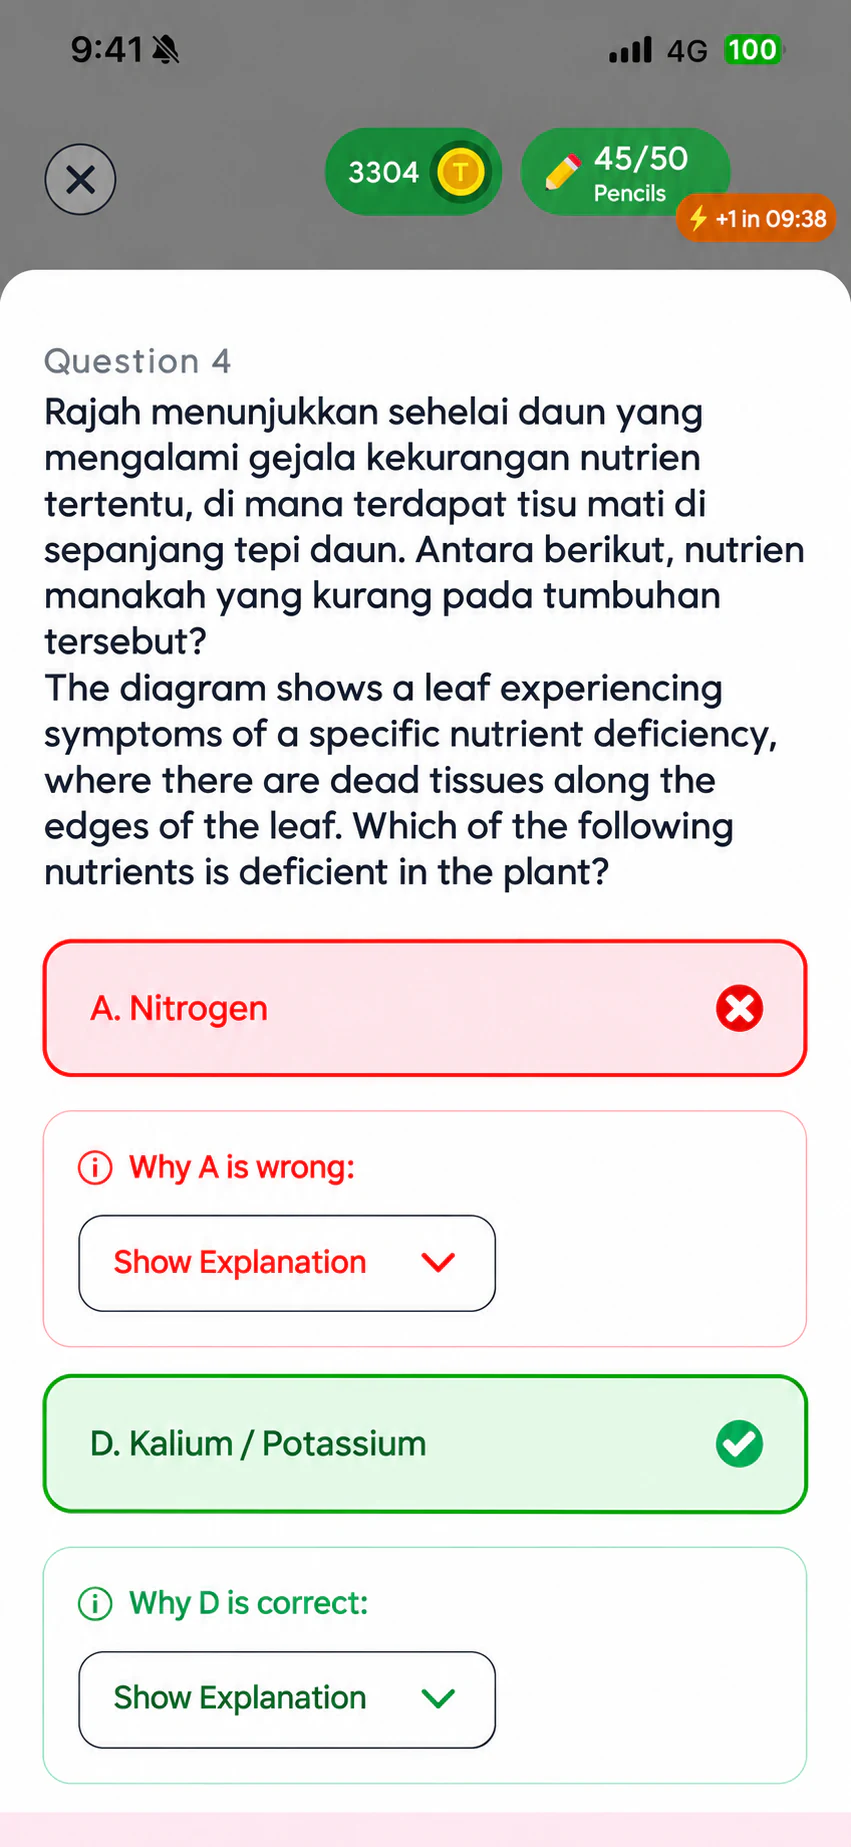 9:41
4G
100
3304
T
45/50
Pencils
+1 in 09:38
Question 4
Rajah menunjukkan sehelai daun yang
mengalami gejala kekurangan nutrien
tertentu, di mana terdapat tisu mati di
sepanjang tepi daun. Antara berikut, nutrien
manakah yang kurang pada tumbuhan
tersebut?
The diagram shows a leaf experiencing
symptoms of a specific nutrient deficiency,
where there are dead tissues along the
edges of the leaf. Which of the following
nutrients is deficient in the plant?
A. Nitrogen
Why A is wrong:
Show Explanation
D. Kalium / Potassium
Why D is correct:
Show Explanation